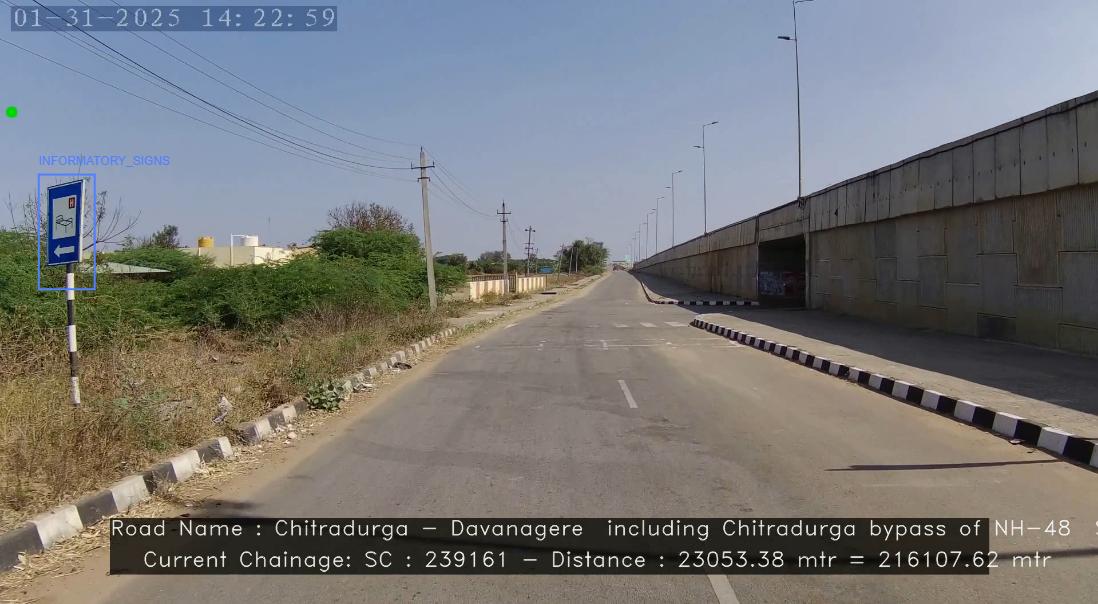 01-31-2025 14:22:59
INFORMATORY_SIGNS
H
Road Name : Chitradurga - Davanagere including Chitradurga bypass of NH-48
Current Chainage: SC : 239161 - Distance : 23053.38 mtr = 216107.62 mtr